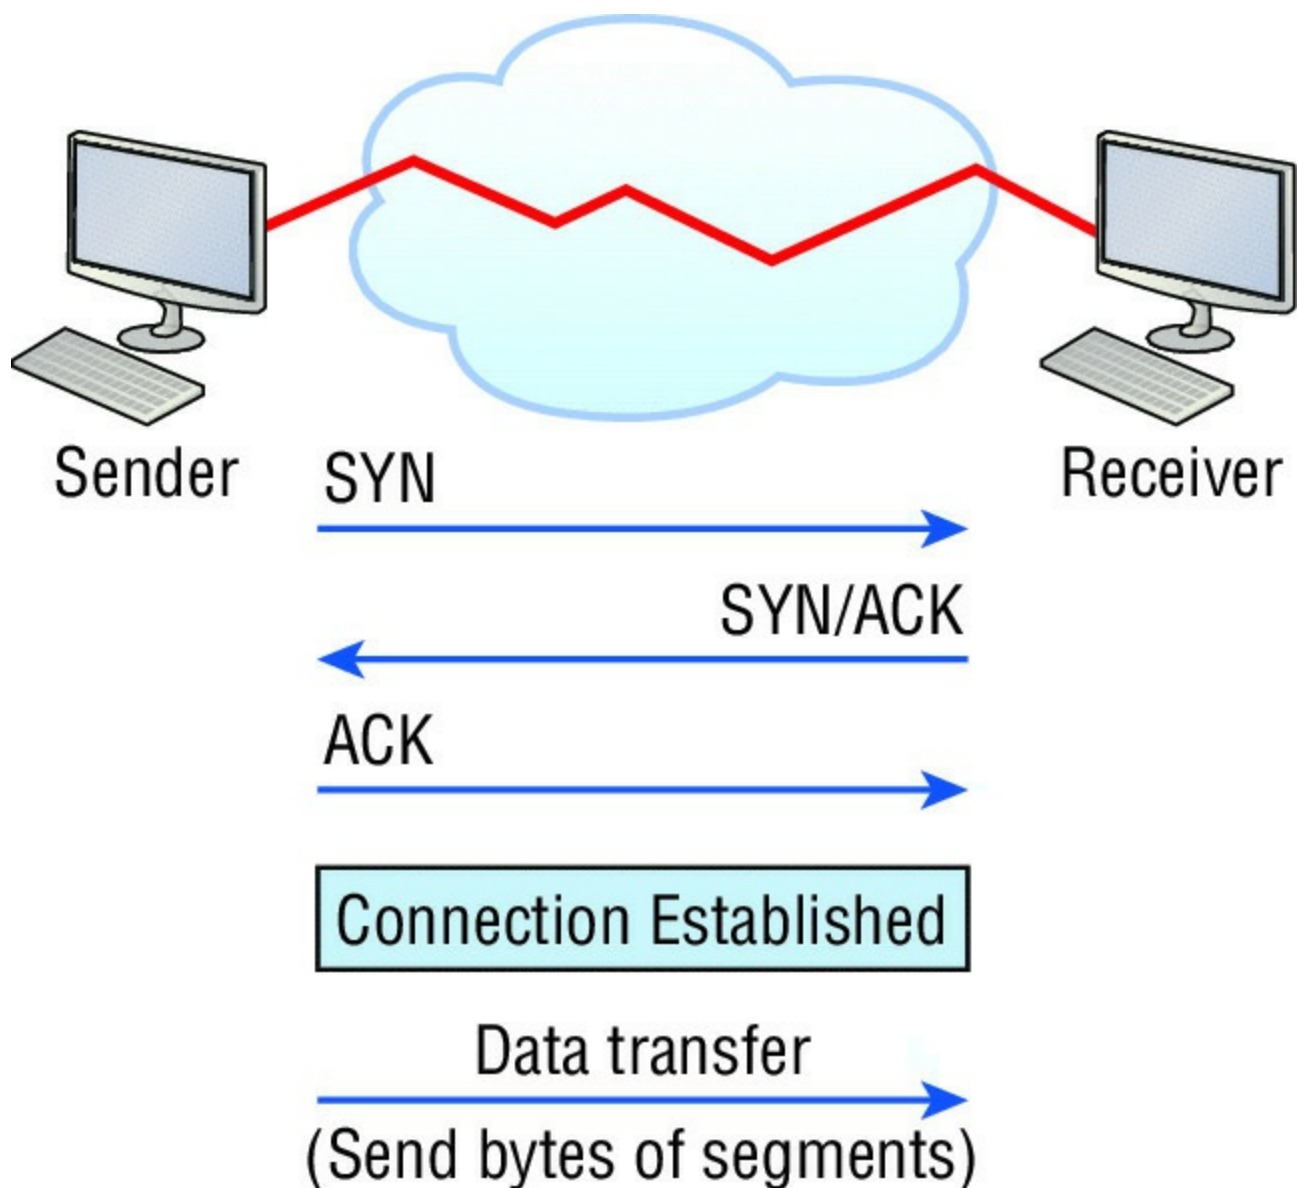 Sender
Receiver
SYN
SYN/ACK
ACK
Connection Established
Data transfer
(Send bytes of segments)